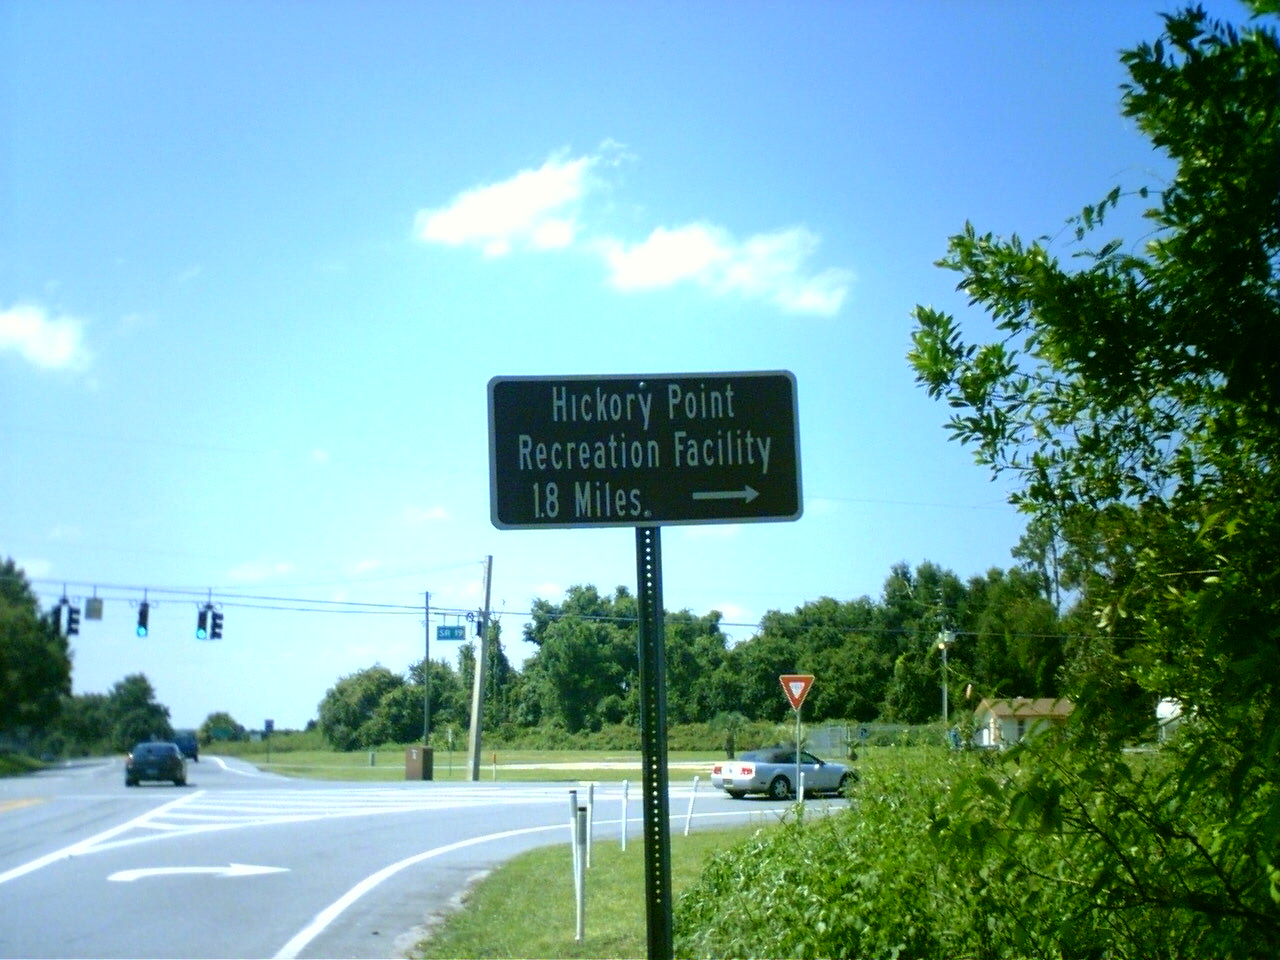 Hickory Point
Recreation Facility
1.8 Miles
SR 19